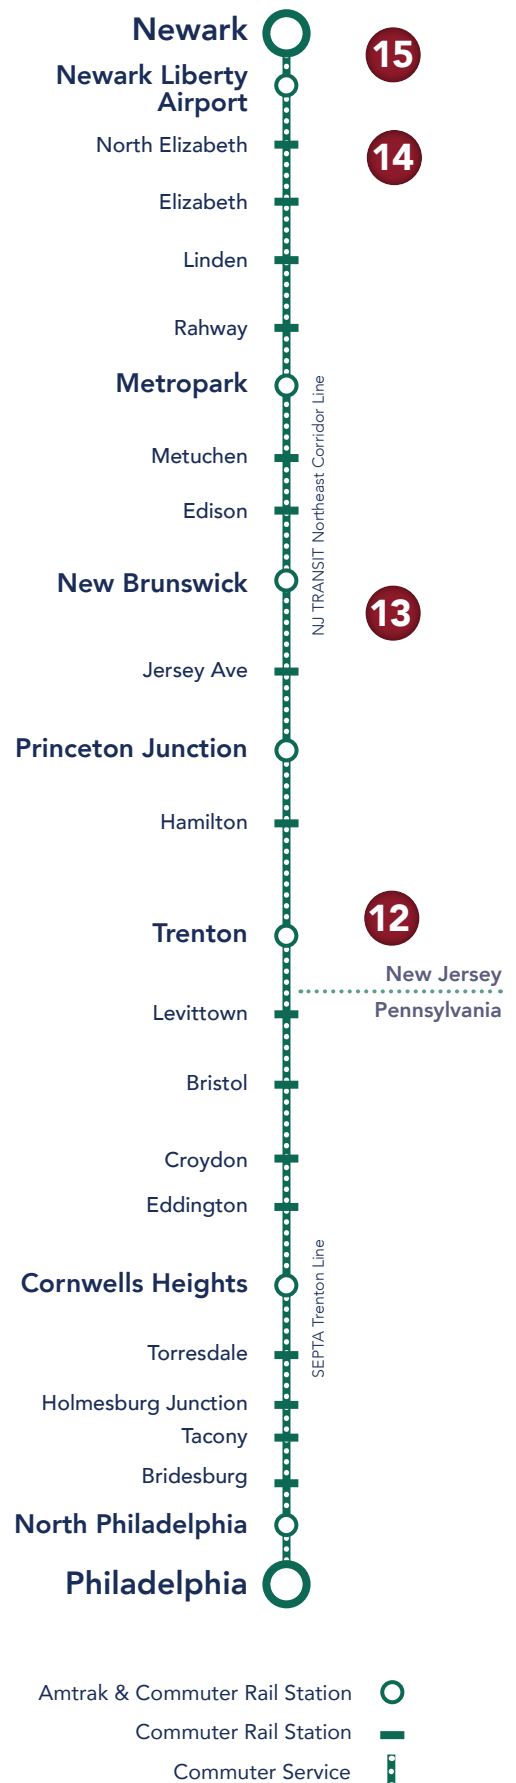 Newark
15
Newark Liberty
Airport
North Elizabeth
14
Elizabeth
Linden
Rahway
Metropark
NJ TRANSIT Northeast Corridor Line
Metuchen
Edison
New Brunswick
13
Jersey Ave
Princeton Junction
Hamilton
12
Trenton
New Jersey
Pennsylvania
Levittown
Bristol
Croydon
Eddington
SEPTA Trenton Line
Cornwells Heights
Torresdale
Holmesburg Junction
Tacony
Bridesburg
North Philadelphia
Philadelphia
Amtrak & Commuter Rail Station
Commuter Rail Station
Commuter Service